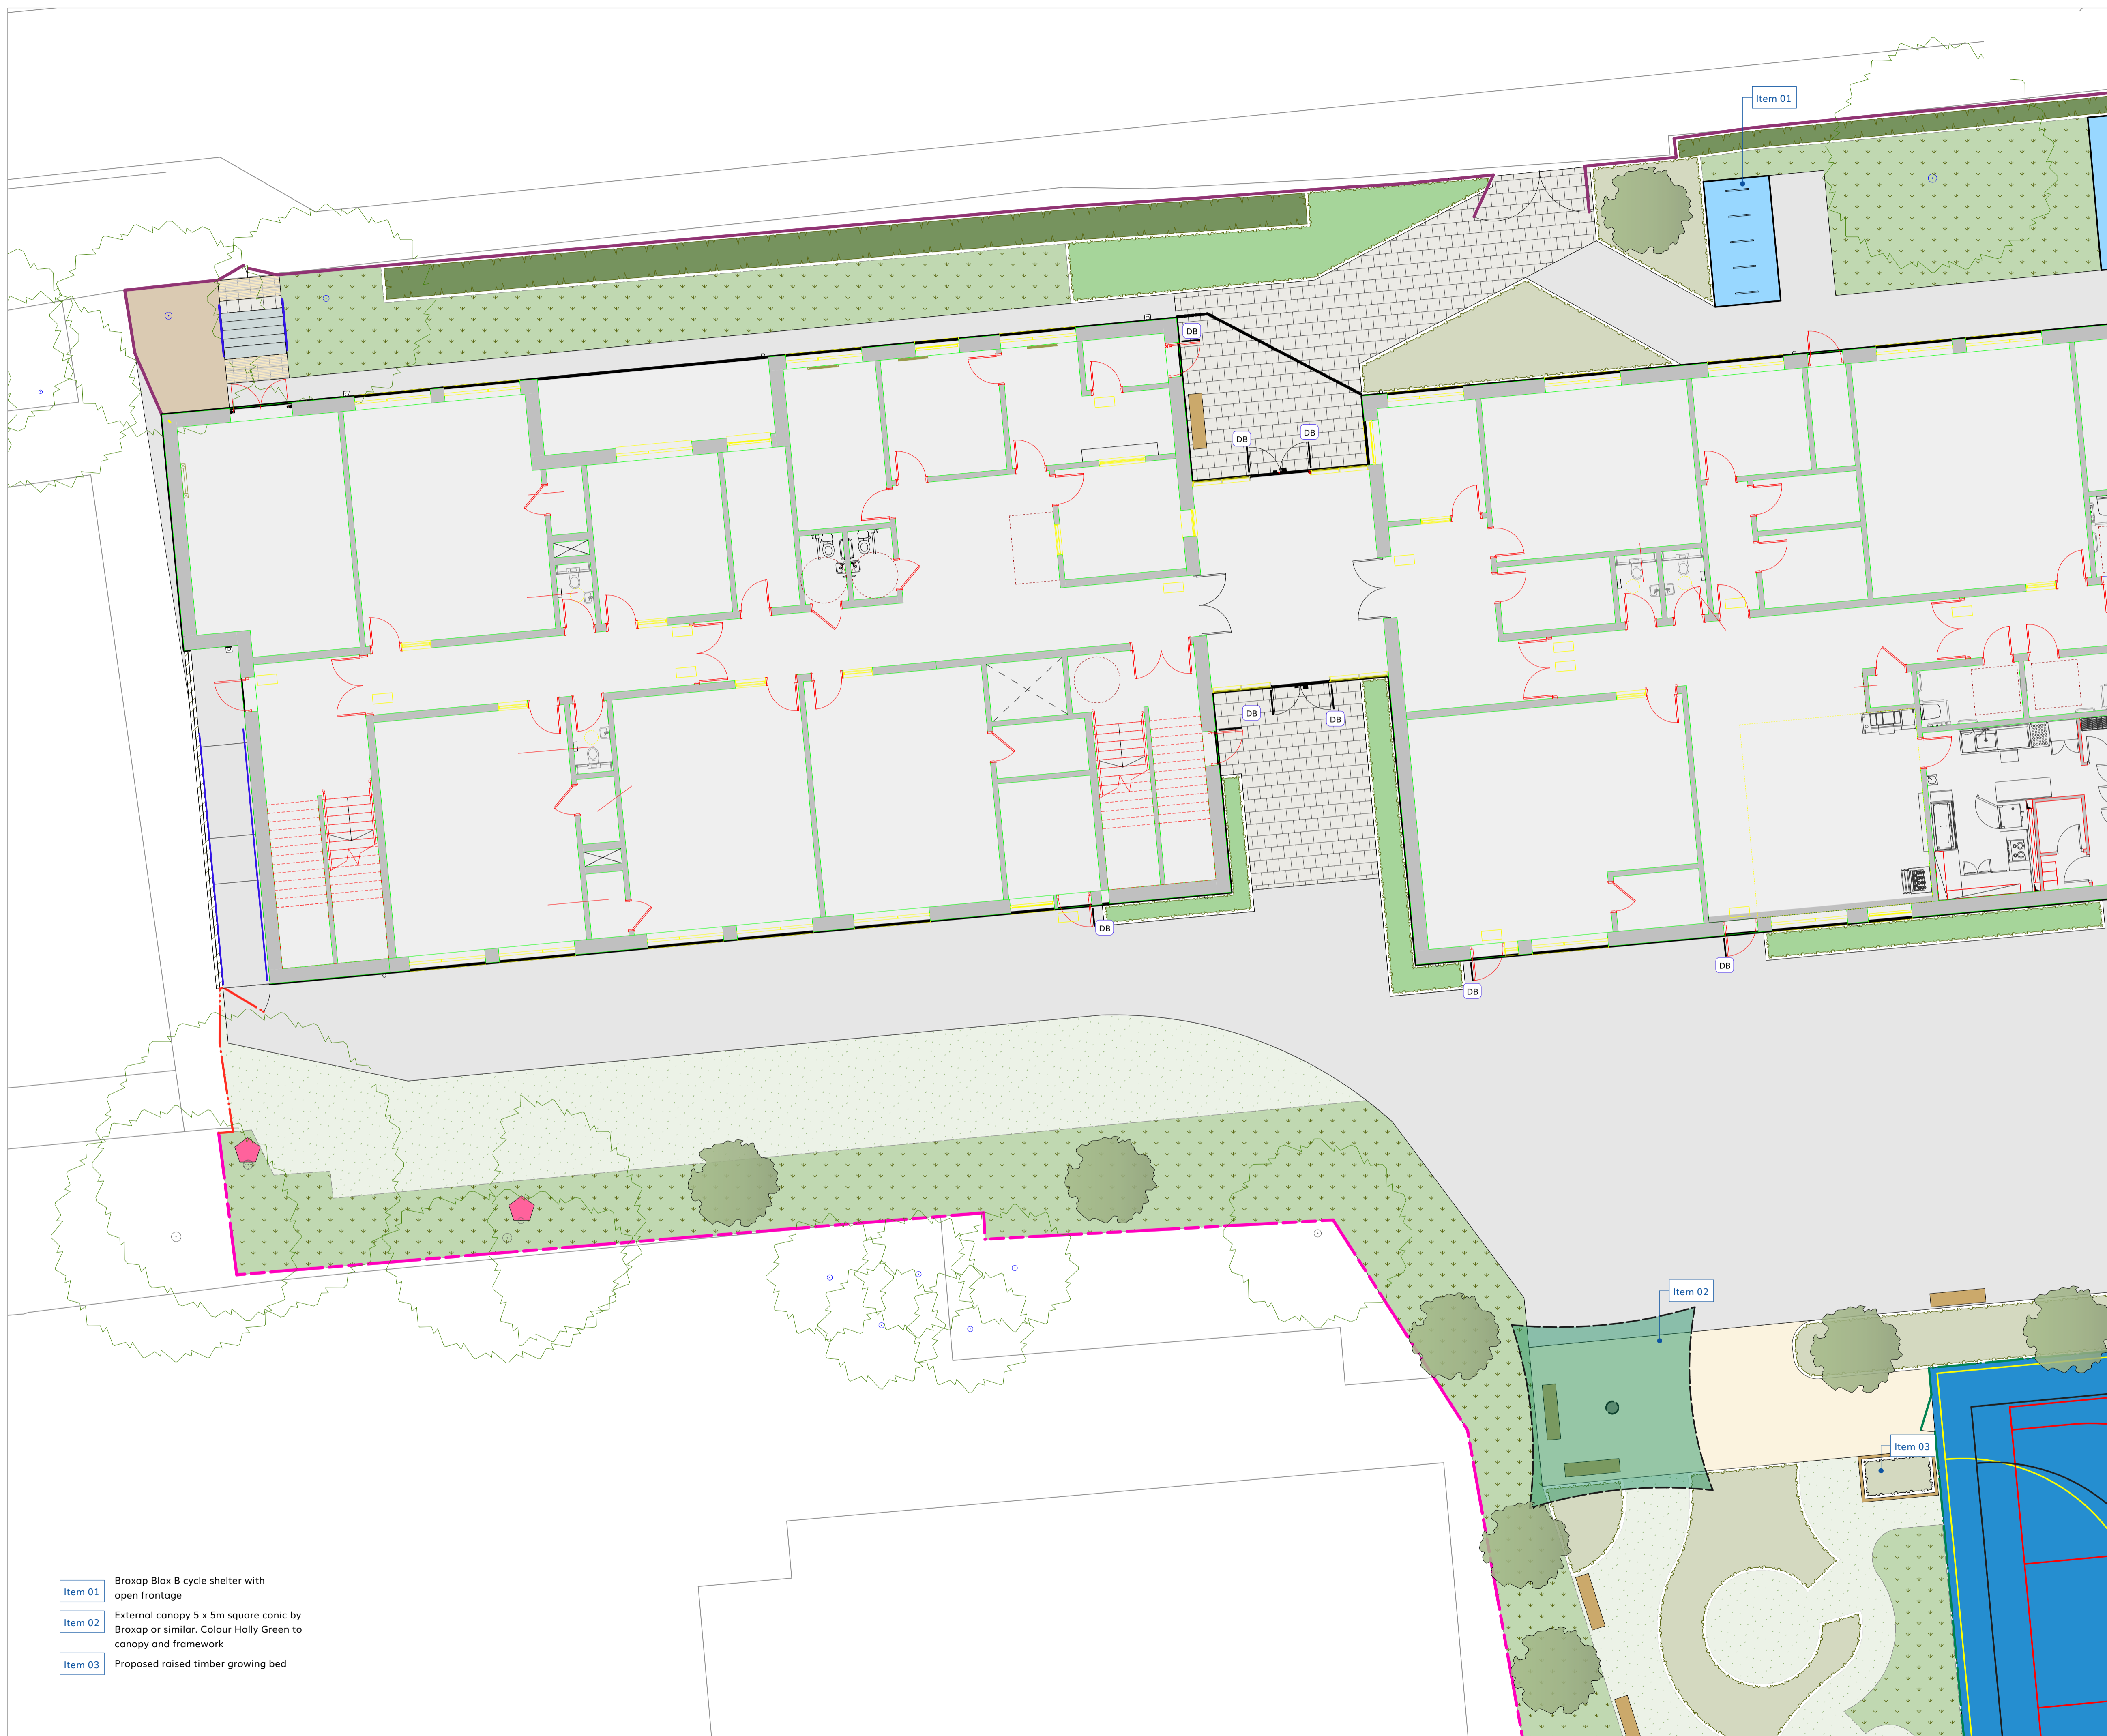 Item 01
DB
DB
DB
DB
DB
DB
DB
DB
Item 02
Item 03
Item 01
Broxap Blox B cycle shelter with
open frontage
Item 02
External canopy 5 x 5m square conic by
Broxap or similar. Colour Holly Green to
canopy and framework
Item 03
Proposed raised timber growing bed